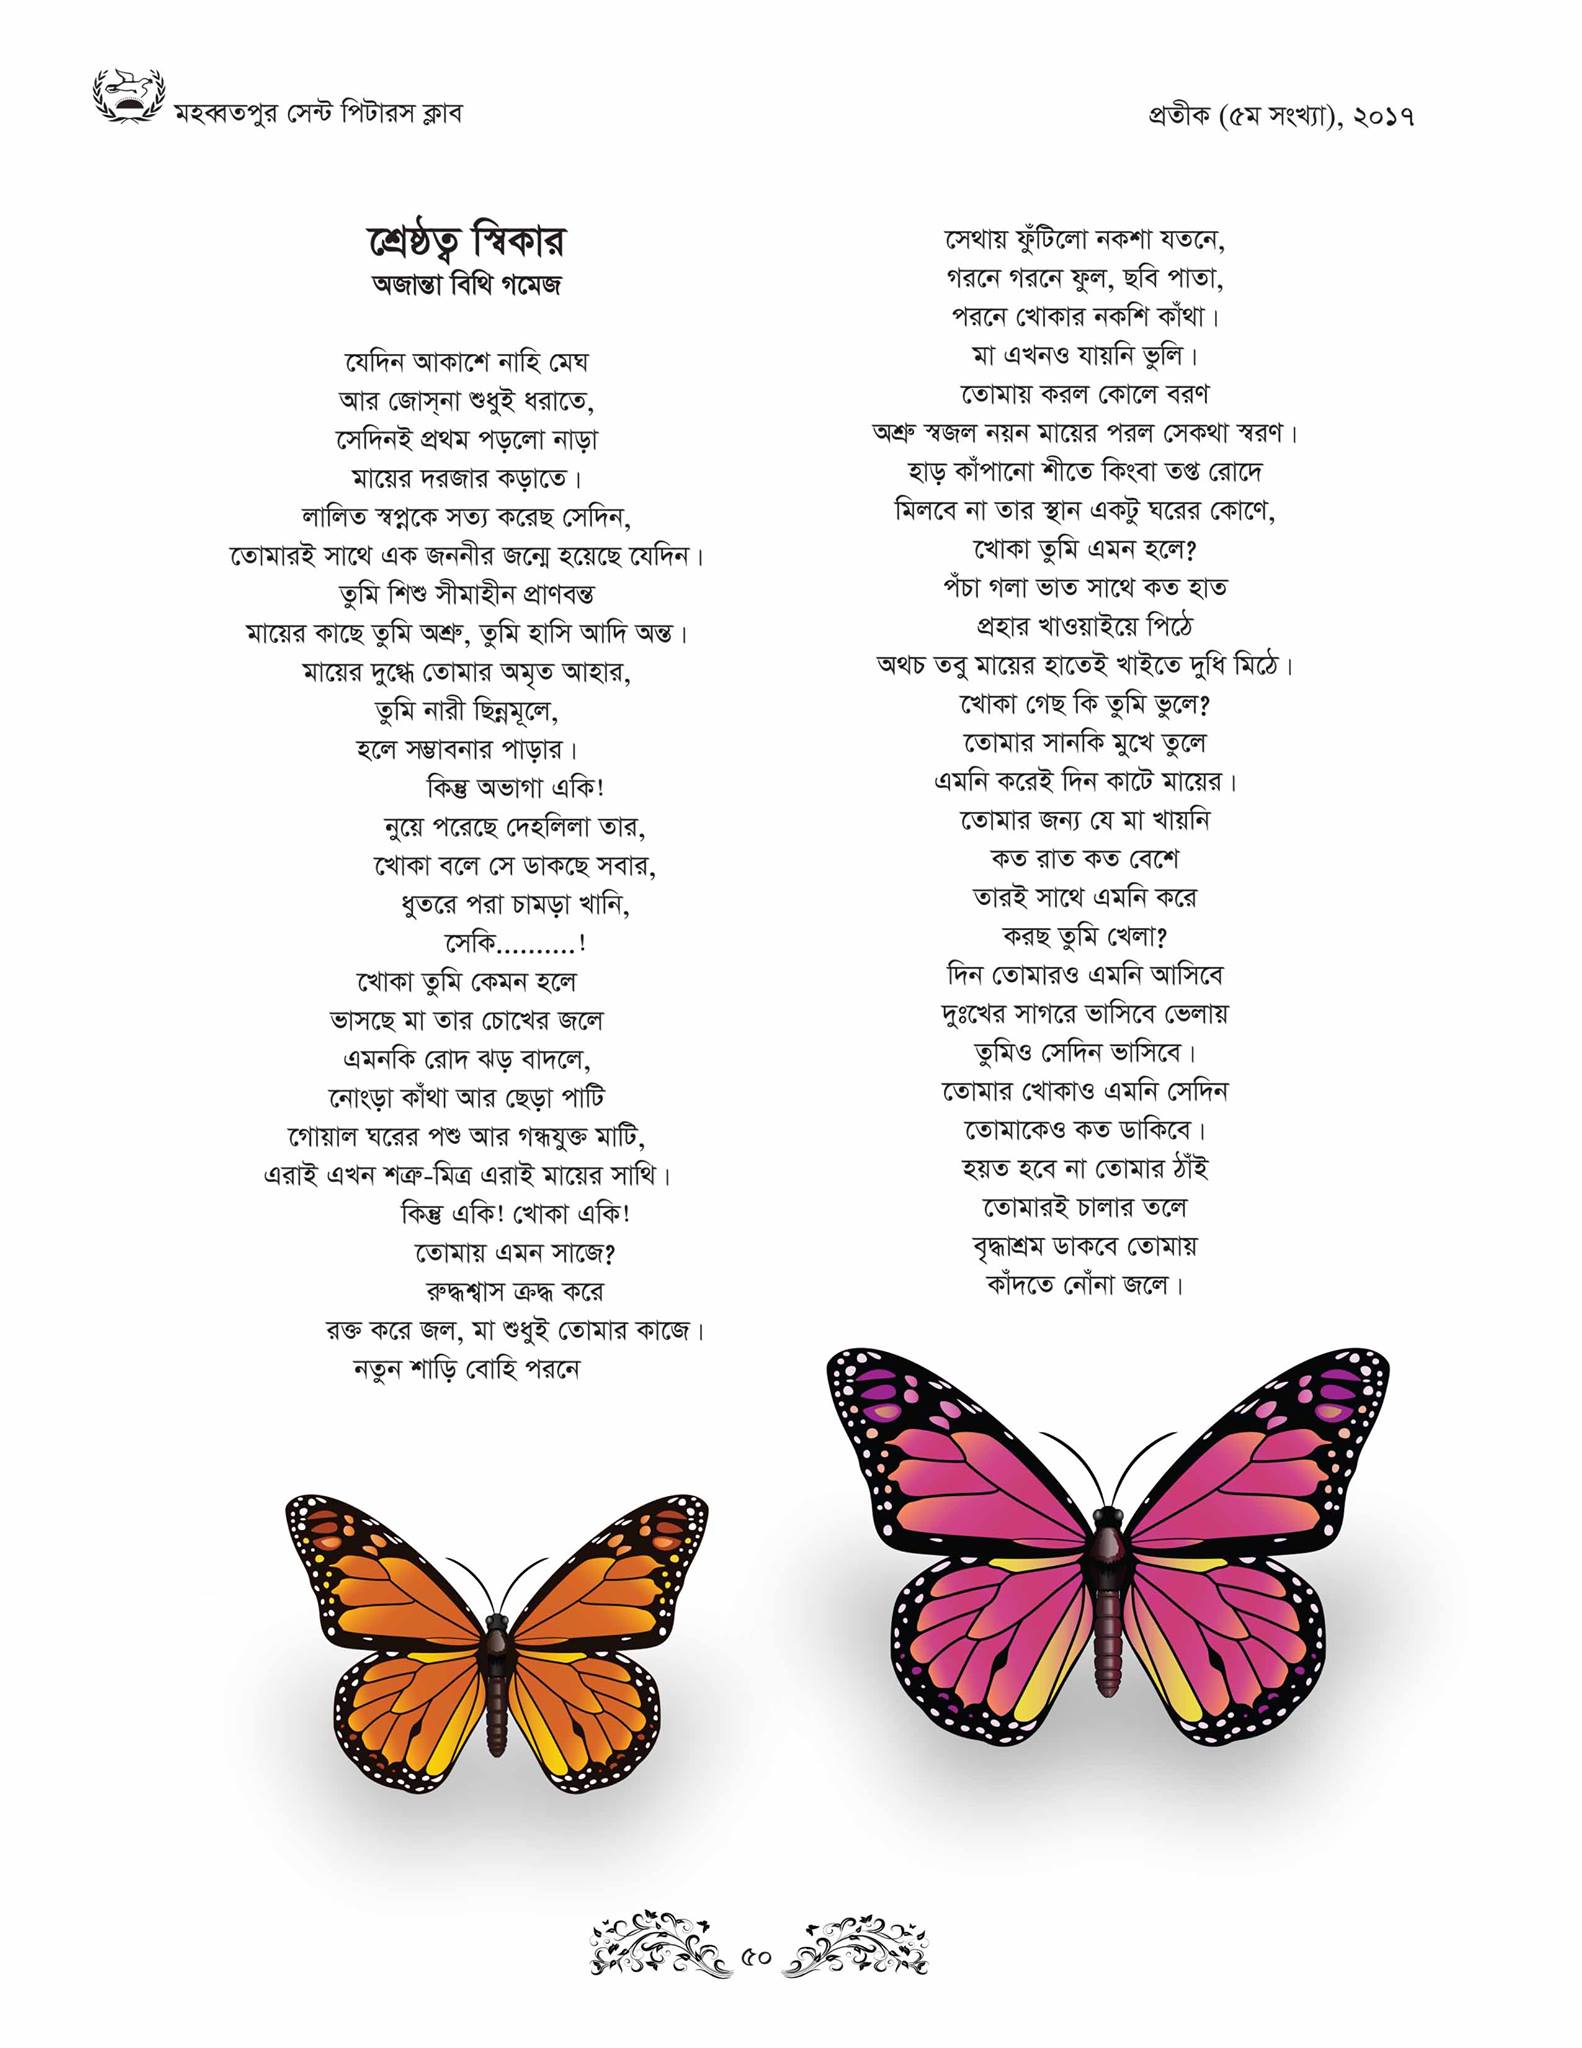 মহব্বতপুর সেন্ট পিটারস ক্লাব
প্রতীক (৫ম সংখ্যা), ২০১৭
শ্রেষ্ঠত্ব স্বিকার
অজান্তা বিথি গমেজ
যেদিন আকাশে নাহি মেঘ
আর জোস্‌না শুধুই ধরাতে,
সেদিনই প্রথম পড়লো নাড়া
মায়ের দরজার কড়াতে।
লালিত স্বপ্নকে সত্য করেছ সেদিন,
তোমারই সাথে এক জননীর জন্মে হয়েছে যেদিন।
তুমি শিশু সীমাহীন প্রাণবন্ত
মায়ের কাছে তুমি অশ্রু, তুমি হাসি আদি অন্ত।
মায়ের দুগ্ধে তোমার অমৃত আহার,
তুমি নারী ছিন্নমূলে,
হলে সম্ভাবনার পাড়ার।
কিন্তু অভাগা একি!
নুয়ে পরেছে দেহলিলা তার,
খোকা বলে সে ডাকছে সবার,
ধুতরে পরা চামড়া খানি,
সেকি..........!
খোকা তুমি কেমন হলে
ভাসছে মা তার চোখের জলে
এমনকি রোদ ঝড় বাদলে,
নোংড়া কাঁথা আর ছেড়া পাটি
গোয়াল ঘরের পশু আর গন্ধযুক্ত মাটি,
এরাই এখন শত্রু-মিত্র এরাই মায়ের সাথি।
কিন্তু একি! খোকা একি!
তোমায় এমন সাজে?
রুদ্ধশ্বাস ক্রদ্ধ করে
রক্ত করে জল, মা শুধুই তোমার কাজে।
নতুন শাড়ি বোহি পরনে
সেথায় ফুঁটিলো নকশা যতনে,
গরনে গরনে ফুল, ছবি পাতা,
পরনে খোকার নকশি কাঁথা।
মা এখনও যায়নি ভুলি।
তোমায় করল কোলে বরণ
অশ্রু স্বজল নয়ন মায়ের পরল সেকথা স্বরণ।
হাড় কাঁপানো শীতে কিংবা তপ্ত রোদে
মিলবে না তার স্থান একটু ঘরের কোণে,
খোকা তুমি এমন হলে?
পঁচা গলা ভাত সাথে কত হাত
প্রহার খাওয়াইয়ে পিঠে
অথচ তবু মায়ের হাতেই খাইতে দুধি মিঠে।
খোকা গেছ কি তুমি ভুলে?
তোমার সানকি মুখে তুলে
এমনি করেই দিন কাটে মায়ের।
তোমার জন্য যে মা খায়নি
কত রাত কত বেশে
তারই সাথে এমনি করে
করছ তুমি খেলা?
দিন তোমারও এমনি আসিবে
দুঃখের সাগরে ভাসিবে ভেলায়
তুমিও সেদিন ভাসিবে।
তোমার খোকাও এমনি সেদিন
তোমাকেও কত ডাকিবে।
হয়ত হবে না তোমার ঠাঁই
তোমারই চালার তলে
বৃদ্ধাশ্রম ডাকবে তোমায়
কাঁদতে নোঁনা জলে।
৫০